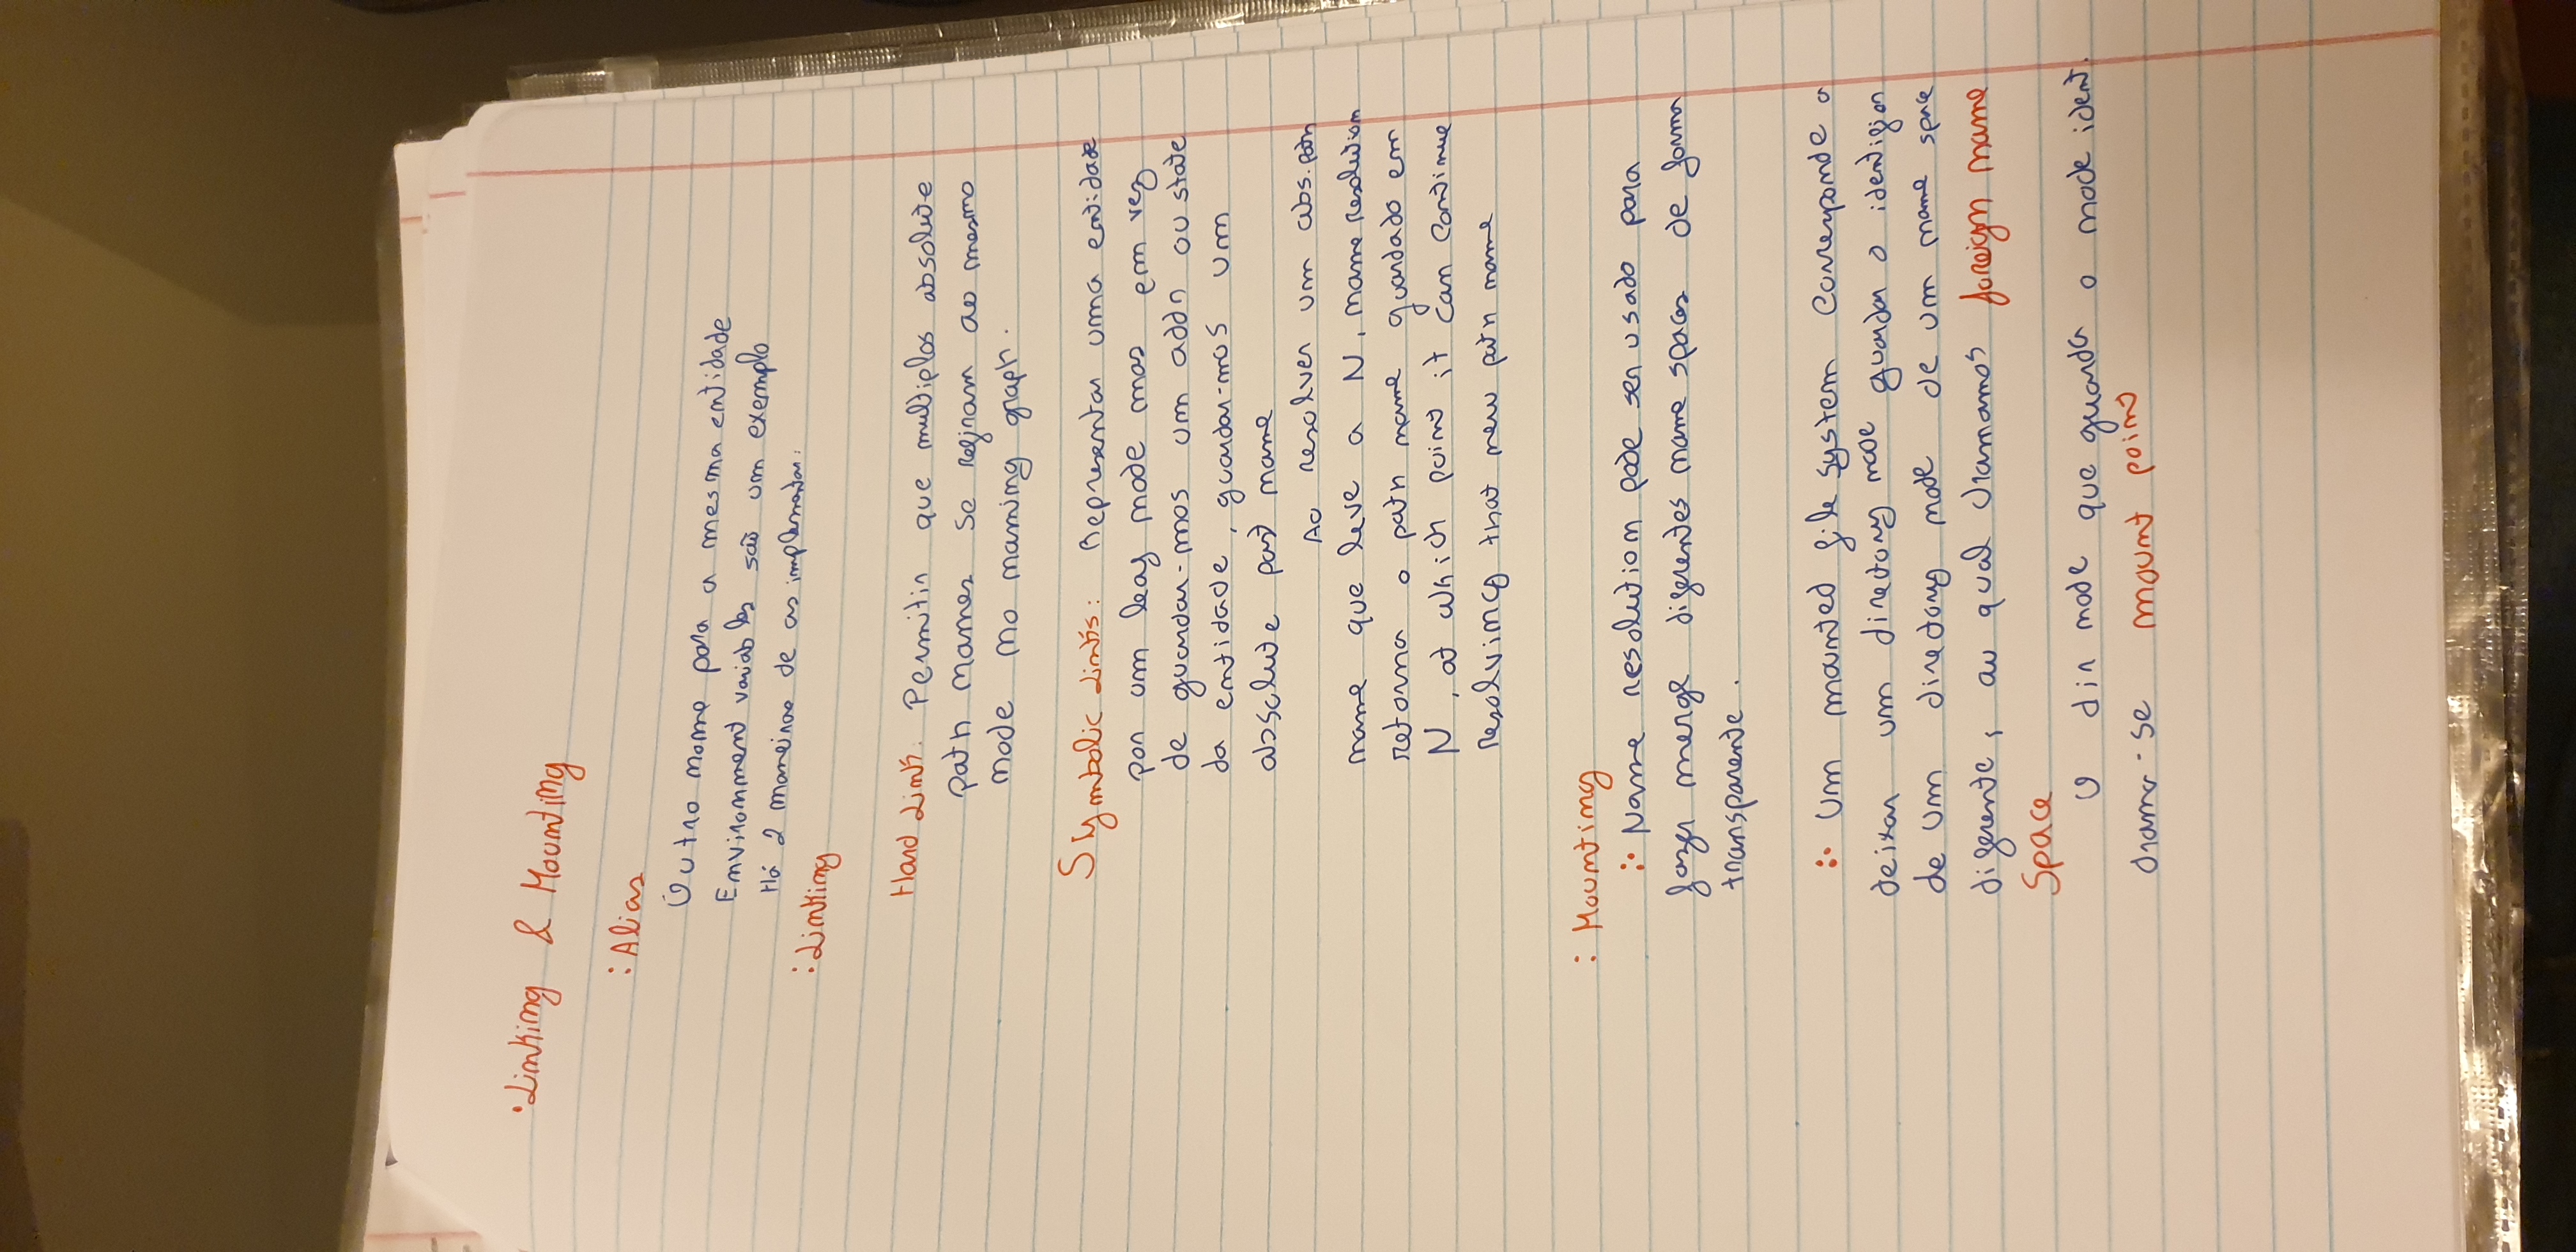 · Linking & Mounting
: Alias
Outro nome para a mesma entidade
Environment variables são um exemplo
Há 2 maneiras de as implementar:
: Linking
Hard Link: Permitir que multiplos absolute
path names se refiram ao mesmo
node no naming graph.
Symbolic Links: Representar uma entidade
por um leaf node mas em vez
de guardar-mos um addr ou state
da entidade, guardar-mos um
absolute pat name
Ao resolver um abs. path
name que leve a N, name resolution
retorna o path name guardado em
N, at which point it can continue
resolving that new path name
: Mounting
∴ Name resolution pode ser usado para
fazer merge diferentes name spaces de forma
transparente.
∴ Um mounted file system corresponde a
deixar um directory node guardar o identifier
de um directory node de um name space
diferente, ao qual chamamos foreign name
space
O dir node que guarda o node ident.
chama-se mount point